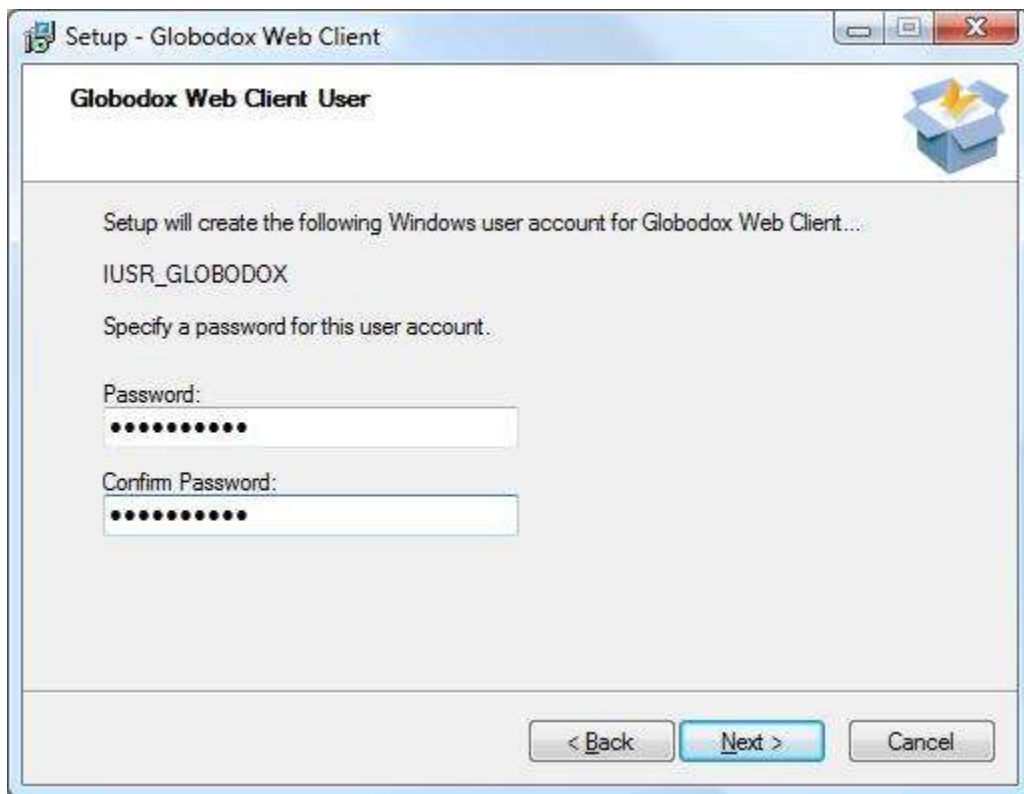 Setup - Globodox Web Client
Globodox Web Client User
Setup will create the following Windows user account for Globodox Web Client...
IUSR_GLOBODOX
Specify a password for this user account.
Password:
••••••••••
Confirm Password:
••••••••••
< Back Next > Cancel